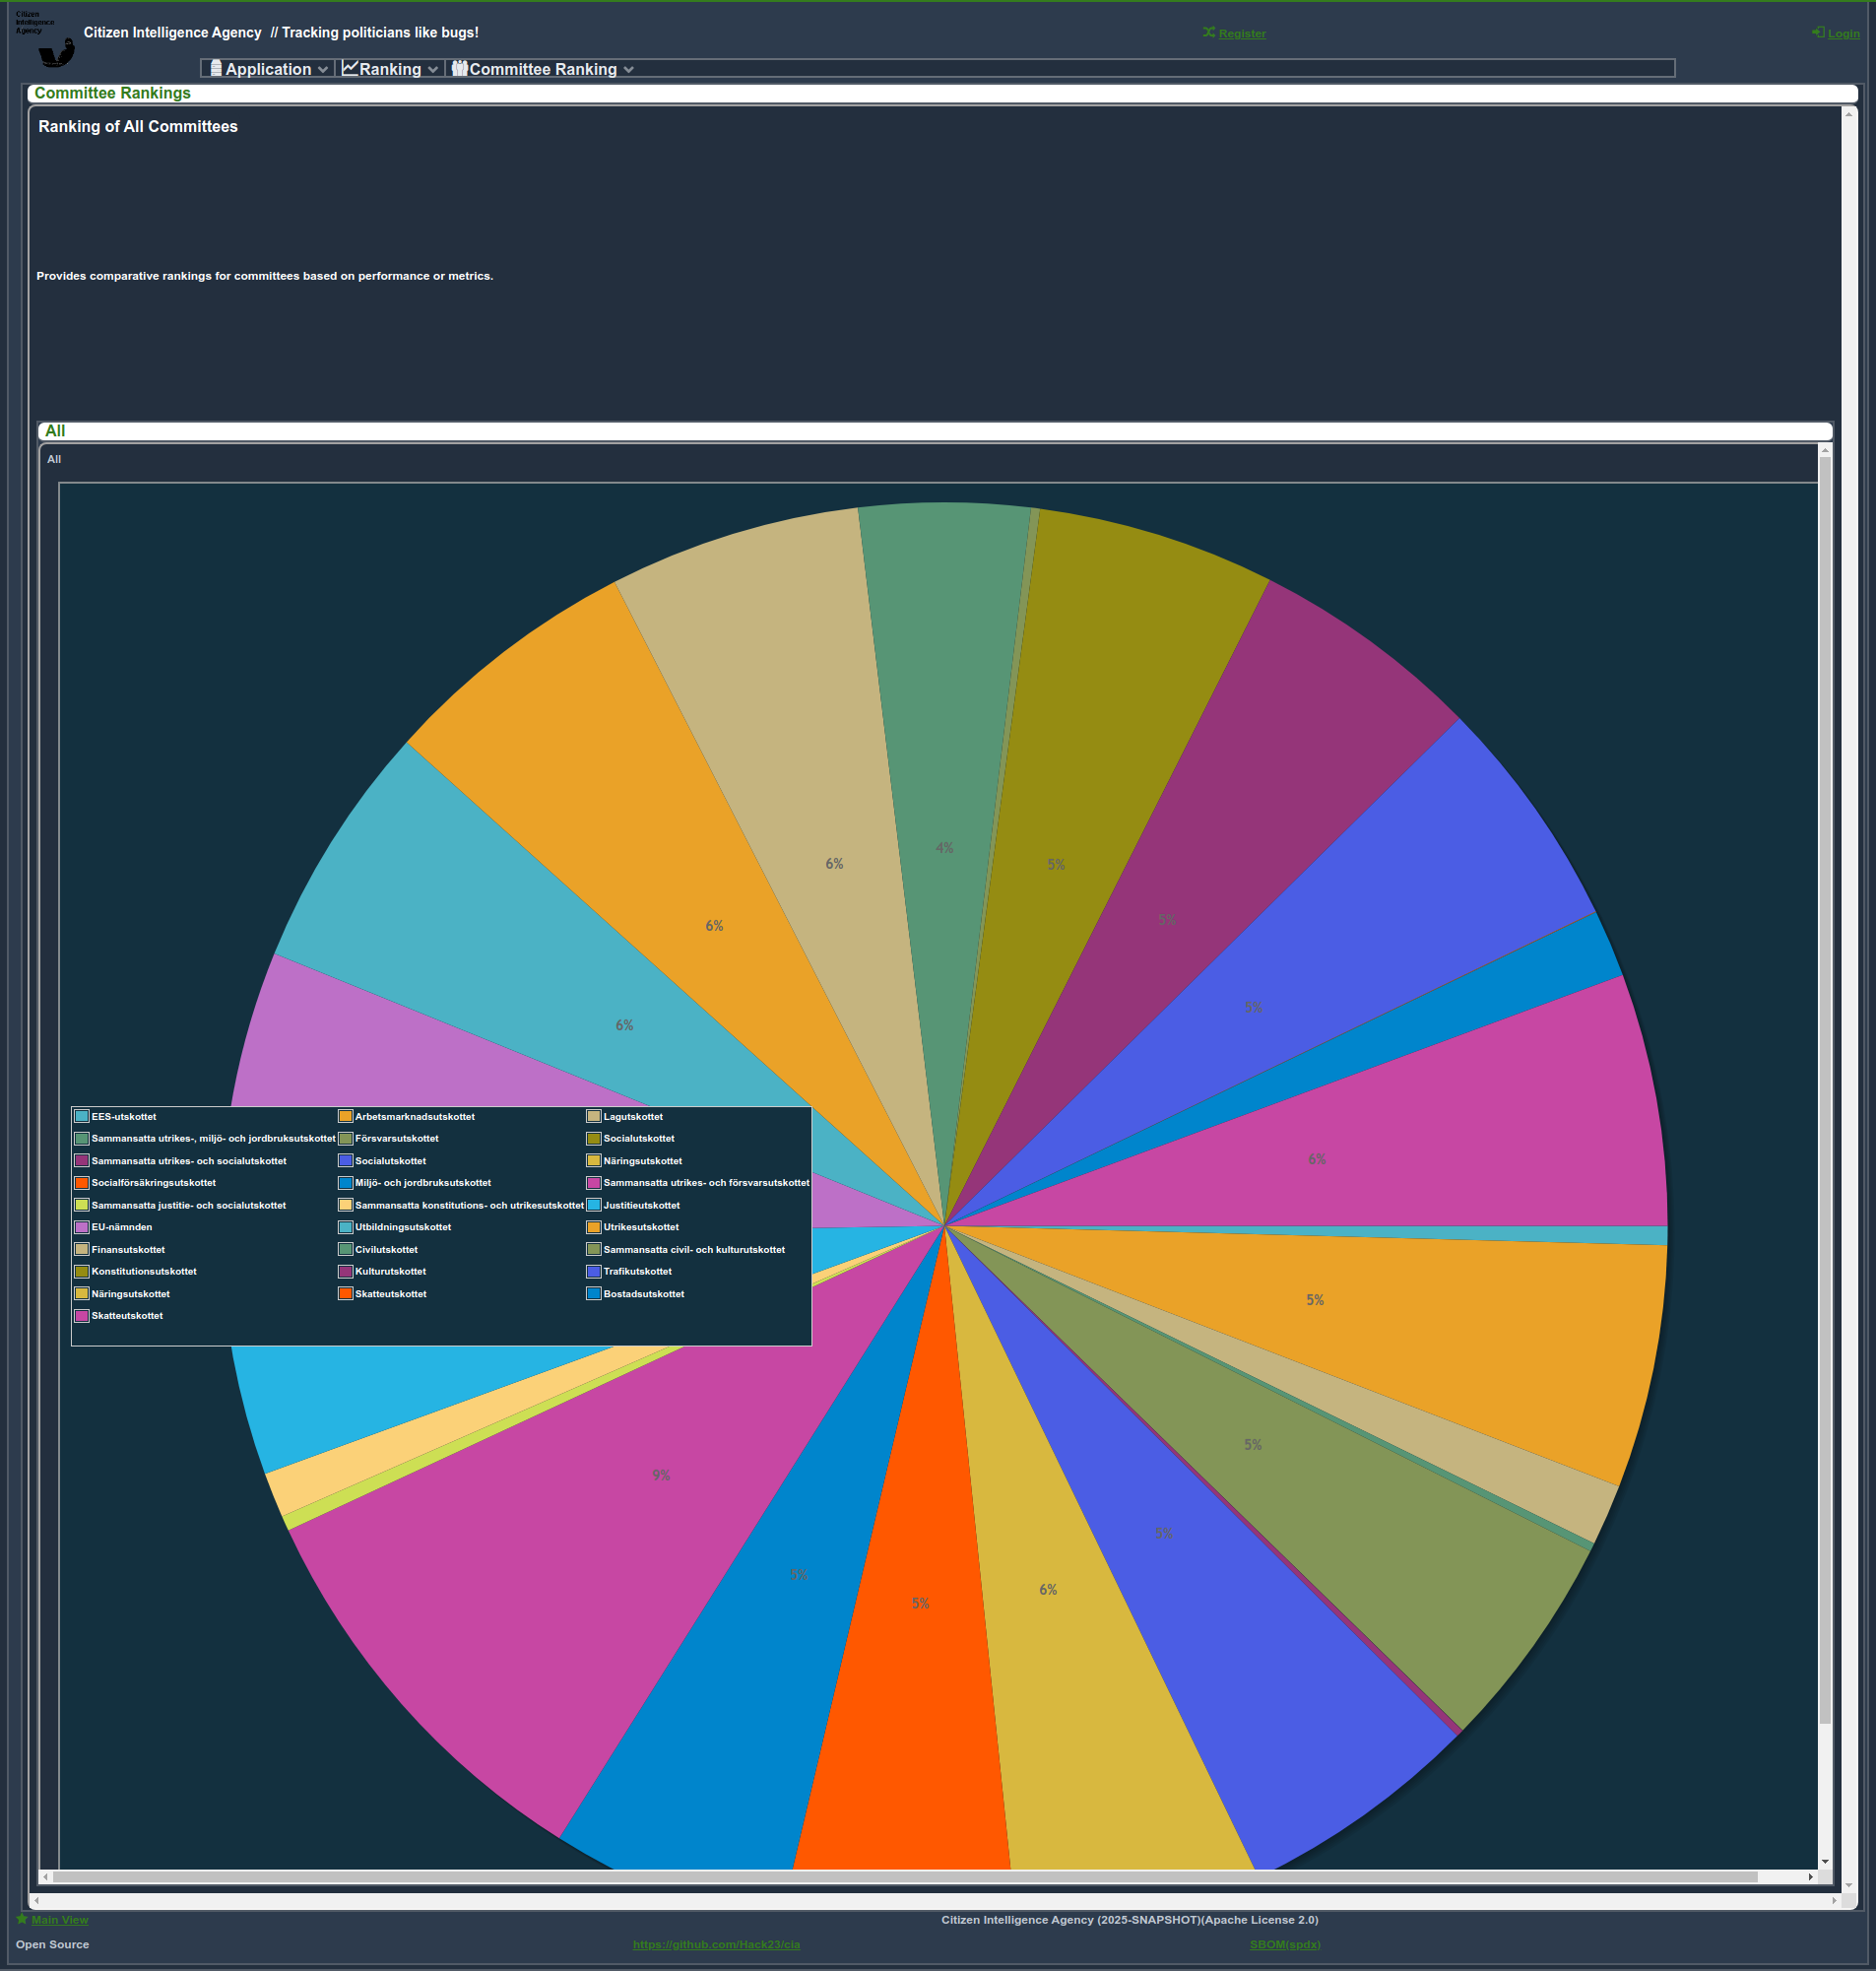 Citizen
Intelligence
Agency
Citizen Intelligence Agency // Tracking politicians like bugs!
Register
Login
Application
Ranking
Committee Ranking
Committee Rankings
Ranking of All Committees
Provides comparative rankings for committees based on performance or metrics.
All
All
4%
6%
5%
6%
5%
5%
6%
EES-utskottet Arbetsmarknadsutskottet Lagutskottet
Sammansatta utrikes-, miljö- och jordbruksutskottet Försvarsutskottet Socialutskottet
Sammansatta utrikes- och socialutskottet Socialutskottet Näringsutskottet
Socialförsäkringsutskottet Miljö- och jordbruksutskottet Sammansatta utrikes- och försvarsutskottet
Sammansatta justitie- och socialutskottet Sammansatta konstitutions- och utrikesutskottet Justitieutskottet
EU-nämnden Utbildningsutskottet Utrikesutskottet
Finansutskottet Civilutskottet Sammansatta civil- och kulturutskottet
Konstitutionsutskottet Kulturutskottet Trafikutskottet
Näringsutskottet Skatteutskottet Bostadsutskottet
Skatteutskottet
6%
5%
5%
9%
5%
5%
6%
5%
Main View
Citizen Intelligence Agency (2025-SNAPSHOT)(Apache License 2.0)
Open Source
https://github.com/Hack23/cia
SBOM(spdx)